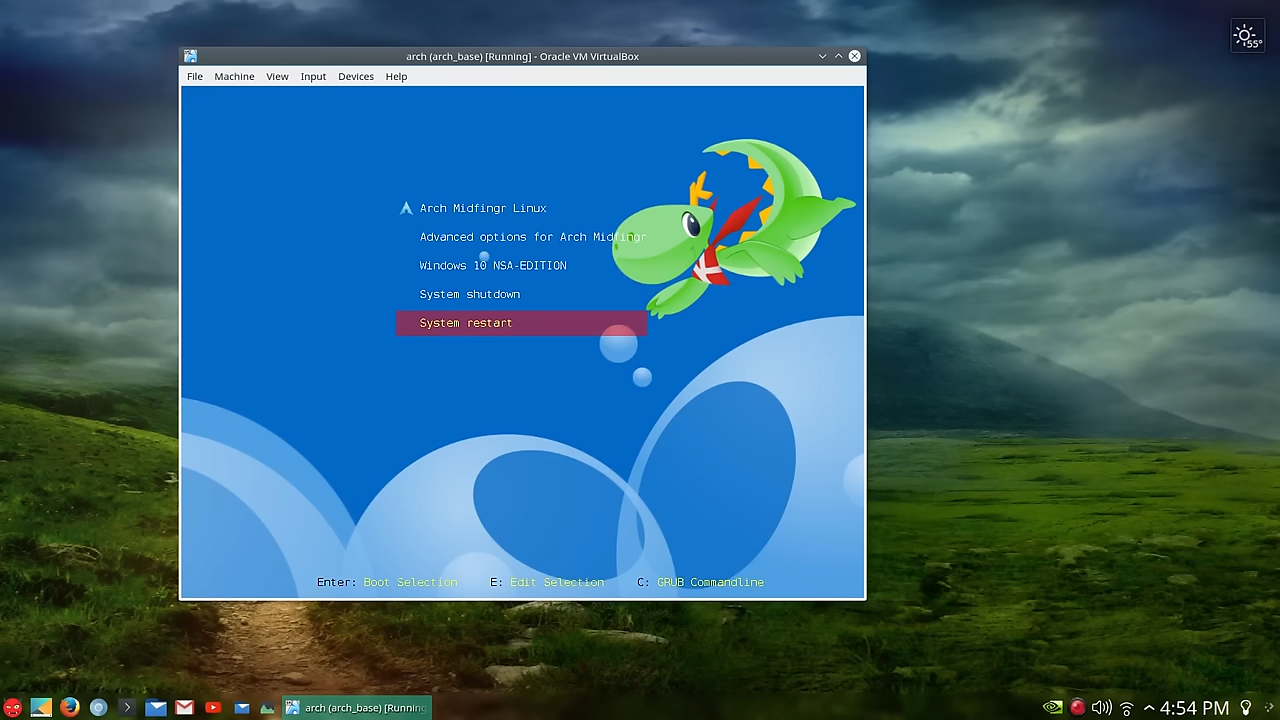 55°
arch (arch_base) [Running] - Oracle VM VirtualBox
File Machine View Input Devices Help
Arch Midfingr Linux
Advanced options for Arch Midfingr
Windows 10 NSA-EDITION
System shutdown
System restart
Enter: Boot Selection E: Edit Selection C: GRUB Commandline
arch (arch_base) [Running
4:54 PM